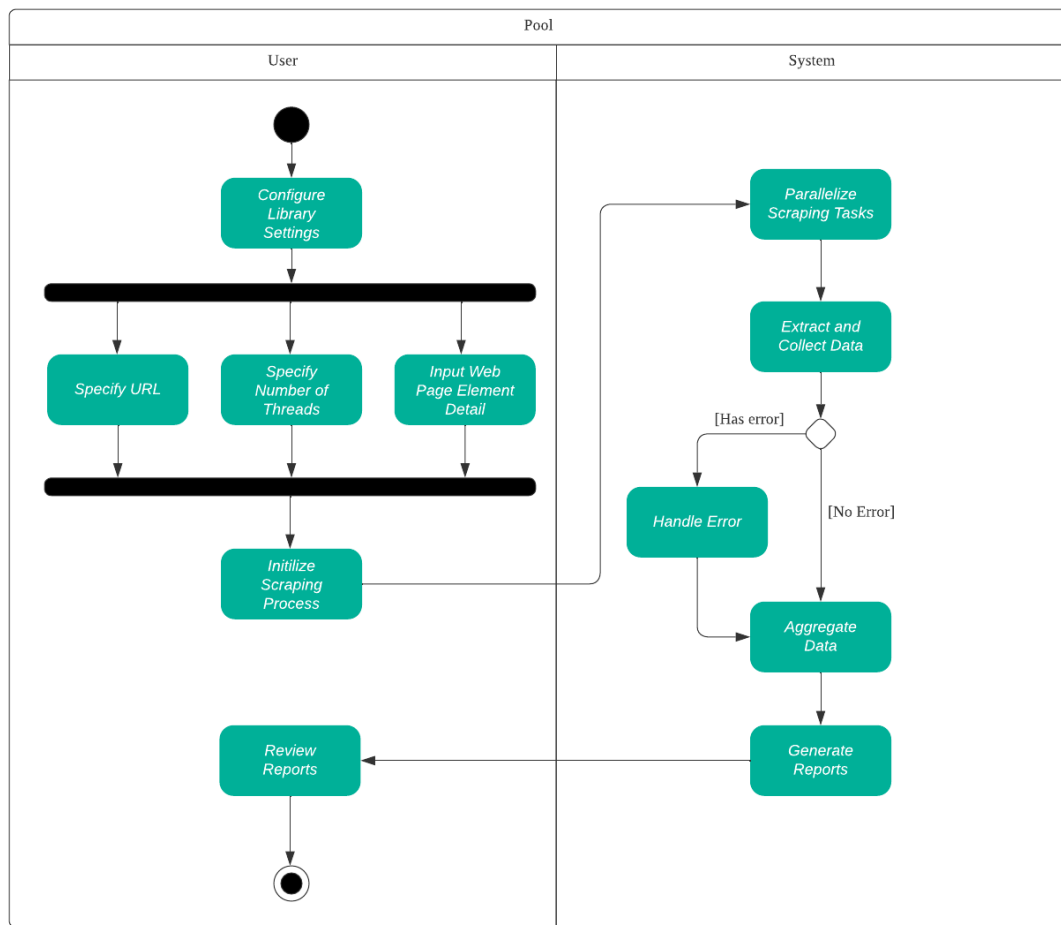 Pool
User
System
Configure
Library
Settings
Specify URL
Specify
Number of
Threads
Input Web
Page Element
Detail
Initilize
Scraping
Process
Parallelize
Scraping Tasks
Extract and
Collect Data
[Has error]
[No Error]
Handle Error
Aggregate
Data
Generate
Reports
Review
Reports